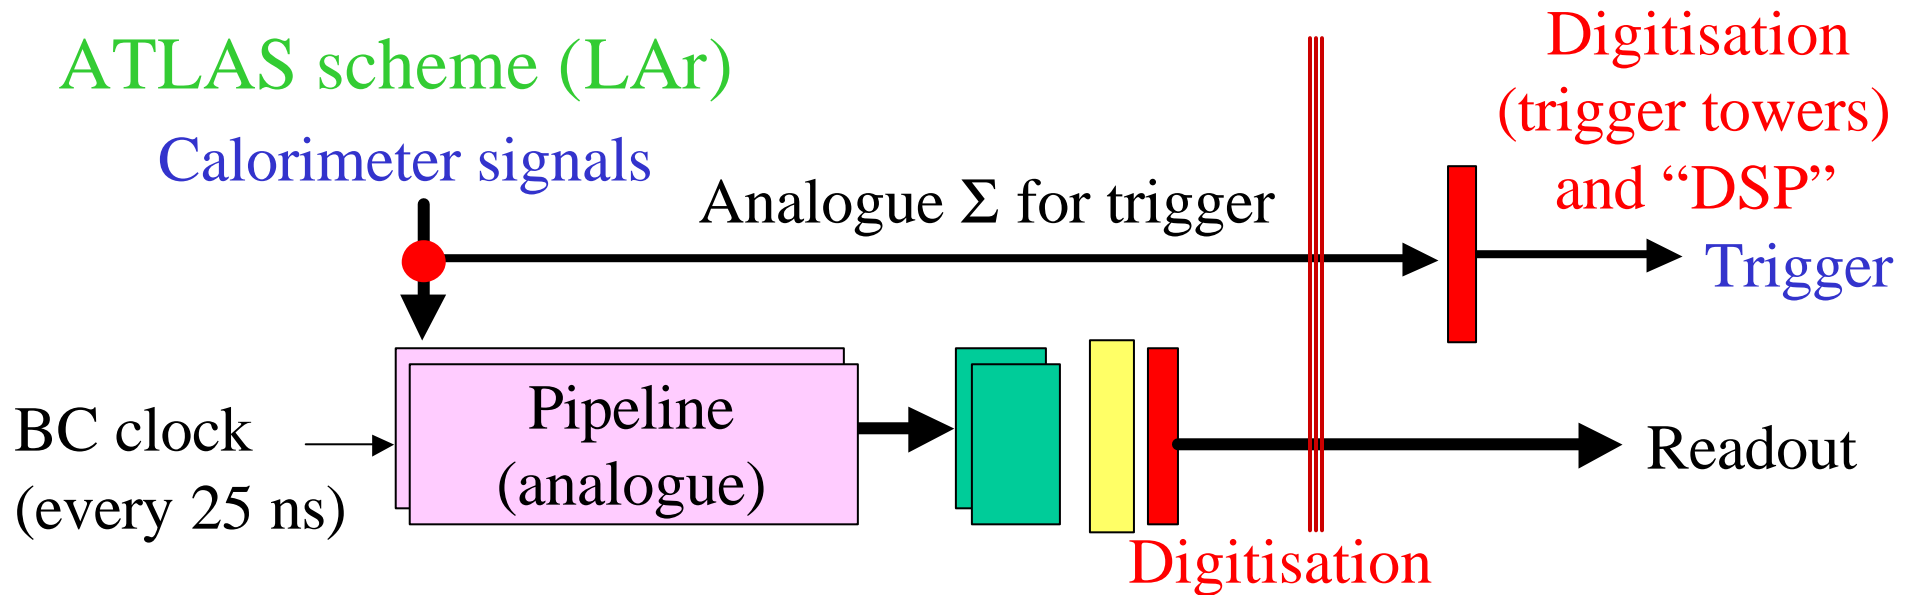 ATLAS scheme (LAr)
Calorimeter signals
Analogue Σ for trigger
Digitisation
(trigger towers)
and “DSP”
Trigger
BC clock
(every 25 ns)
Pipeline
(analogue)
Readout
Digitisation